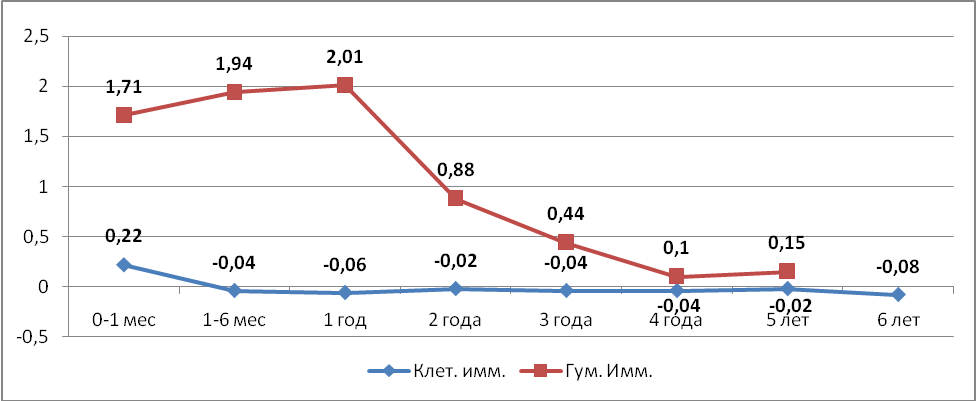 2,5
2,01
1,94
2
1,71
1,5
0,88
1
0,44
0,5
0,22
0,1
0,15
-0,04
-0,06
-0,02
-0,04
-0,08
0
-0,04
-0,02
0-1 мес
1-6 мес
1 год
2 года
3 года
4 года
5 лет
6 лет
-0,5
Клет. имм.
Гум. Имм.